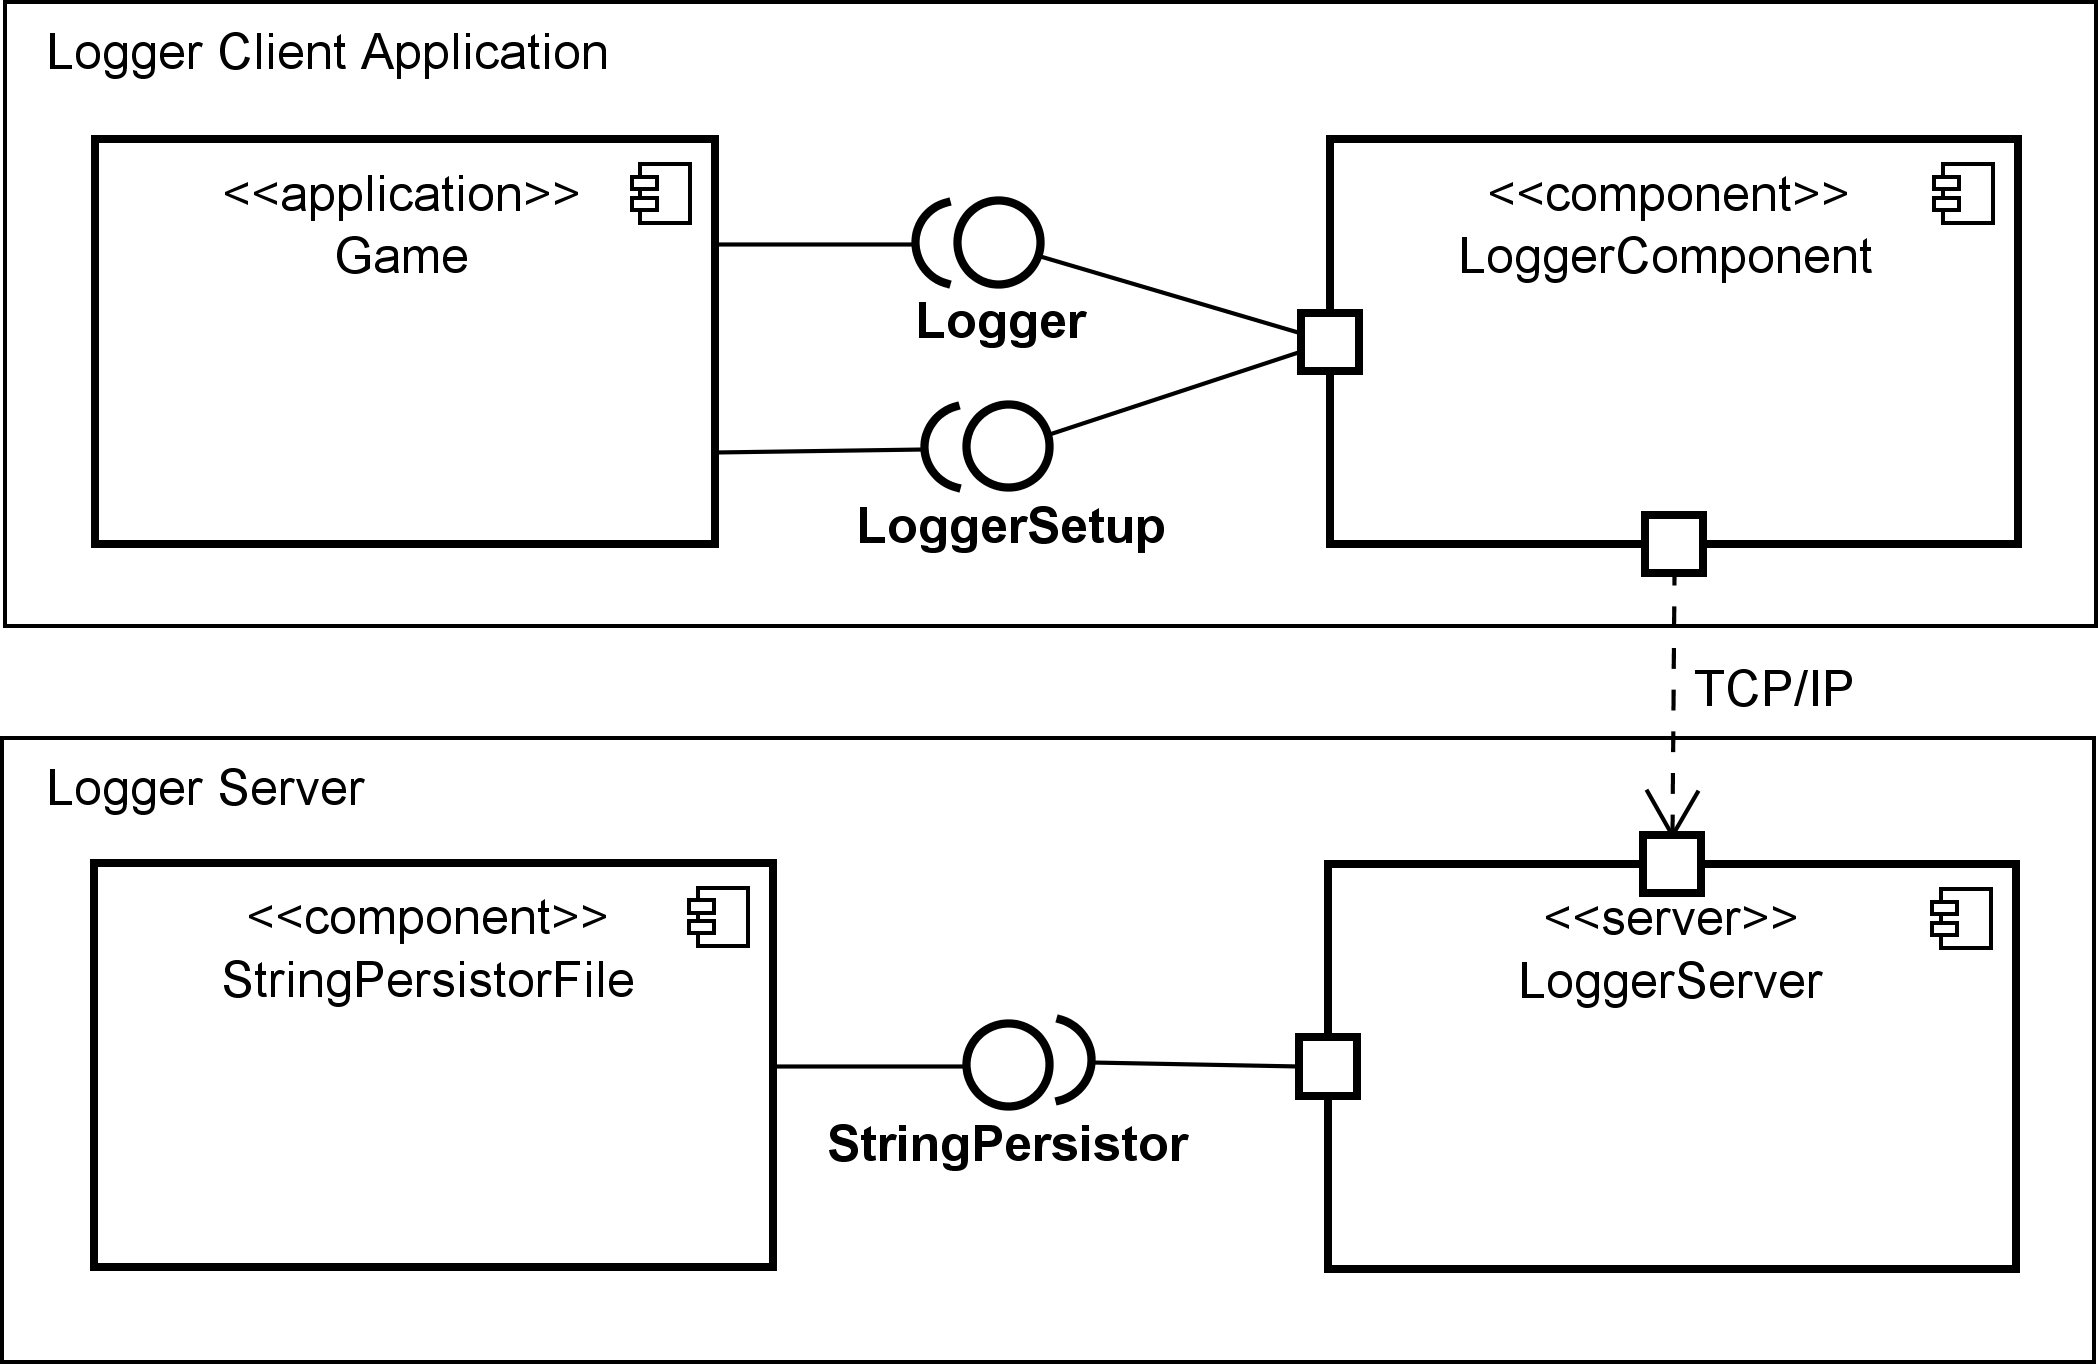 Logger Client Application
<<application>>
Game
Logger
LoggerSetup
<<component>>
LoggerComponent
TCP/IP
Logger Server
<<component>>
StringPersistorFile
StringPersistor
<<server>>
LoggerServer